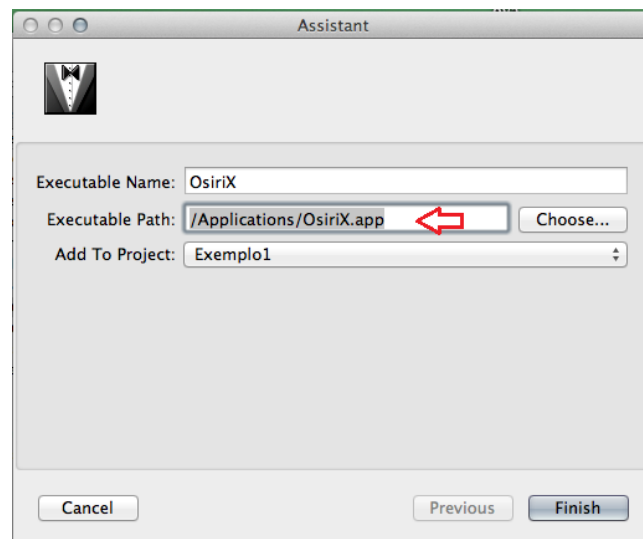 Assistant
Executable Name: OsiriX
Executable Path: /Applications/OsiriX.app Choose...
Add To Project: Exemplo1
Cancel Previous Finish